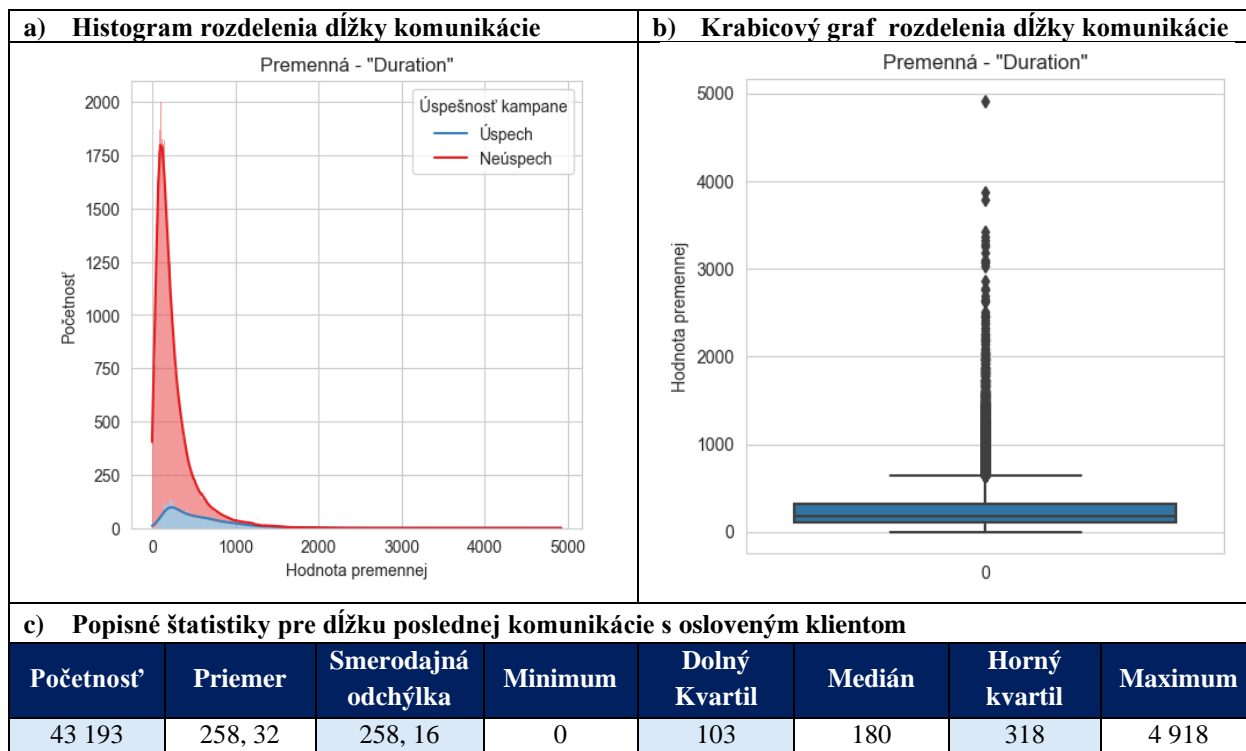 a) Histogram rozdelenia dĺžky komunikácie
Premenná - "Duration"
Úspešnosť kampane
Úspech
Neúspech
Početnosť
2000
1750
1500
1250
1000
750
500
250
0
0 1000 2000 3000 4000 5000
Hodnota premennej
b) Krabicový graf rozdelenia dĺžky komunikácie
Premenná - "Duration"
Hodnota premennej
5000
4000
3000
2000
1000
0
0
c) Popisné štatistiky pre dĺžku poslednej komunikácie s osloveným klientom
Početnosť Priemer Smerodajná odchýlka Minimum Dolný Kvartil Medián Horný kvartil Maximum
43 193 258, 32 258, 16 0 103 180 318 4 918